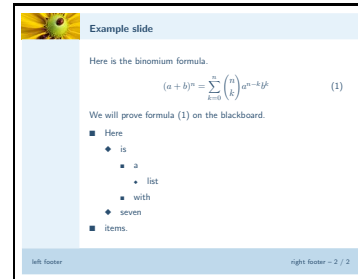 Example slide
Here is the binomium formula.
(a + b)^n = \sum_{k=0}^{n} \binom{n}{k} a^{n-k} b^k (1)
We will prove formula (1) on the blackboard.
■ Here
◆ is
■ a
• list
■ with
◆ seven
■ items.
left footer right footer – 2 / 2